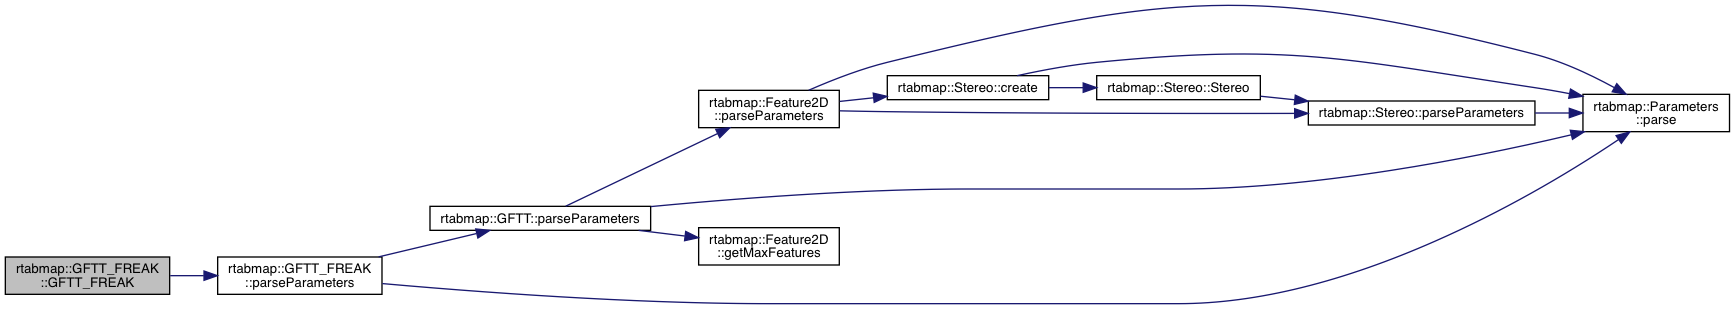 rtabmap::GFTT_FREAK
::GFTT_FREAK
rtabmap::GFTT_FREAK
::parseParameters
rtabmap::GFTT::parseParameters
rtabmap::Feature2D
::parseParameters
rtabmap::Feature2D
::getMaxFeatures
rtabmap::Stereo::create
rtabmap::Stereo::Stereo
rtabmap::Stereo::parseParameters
rtabmap::Parameters
::parse